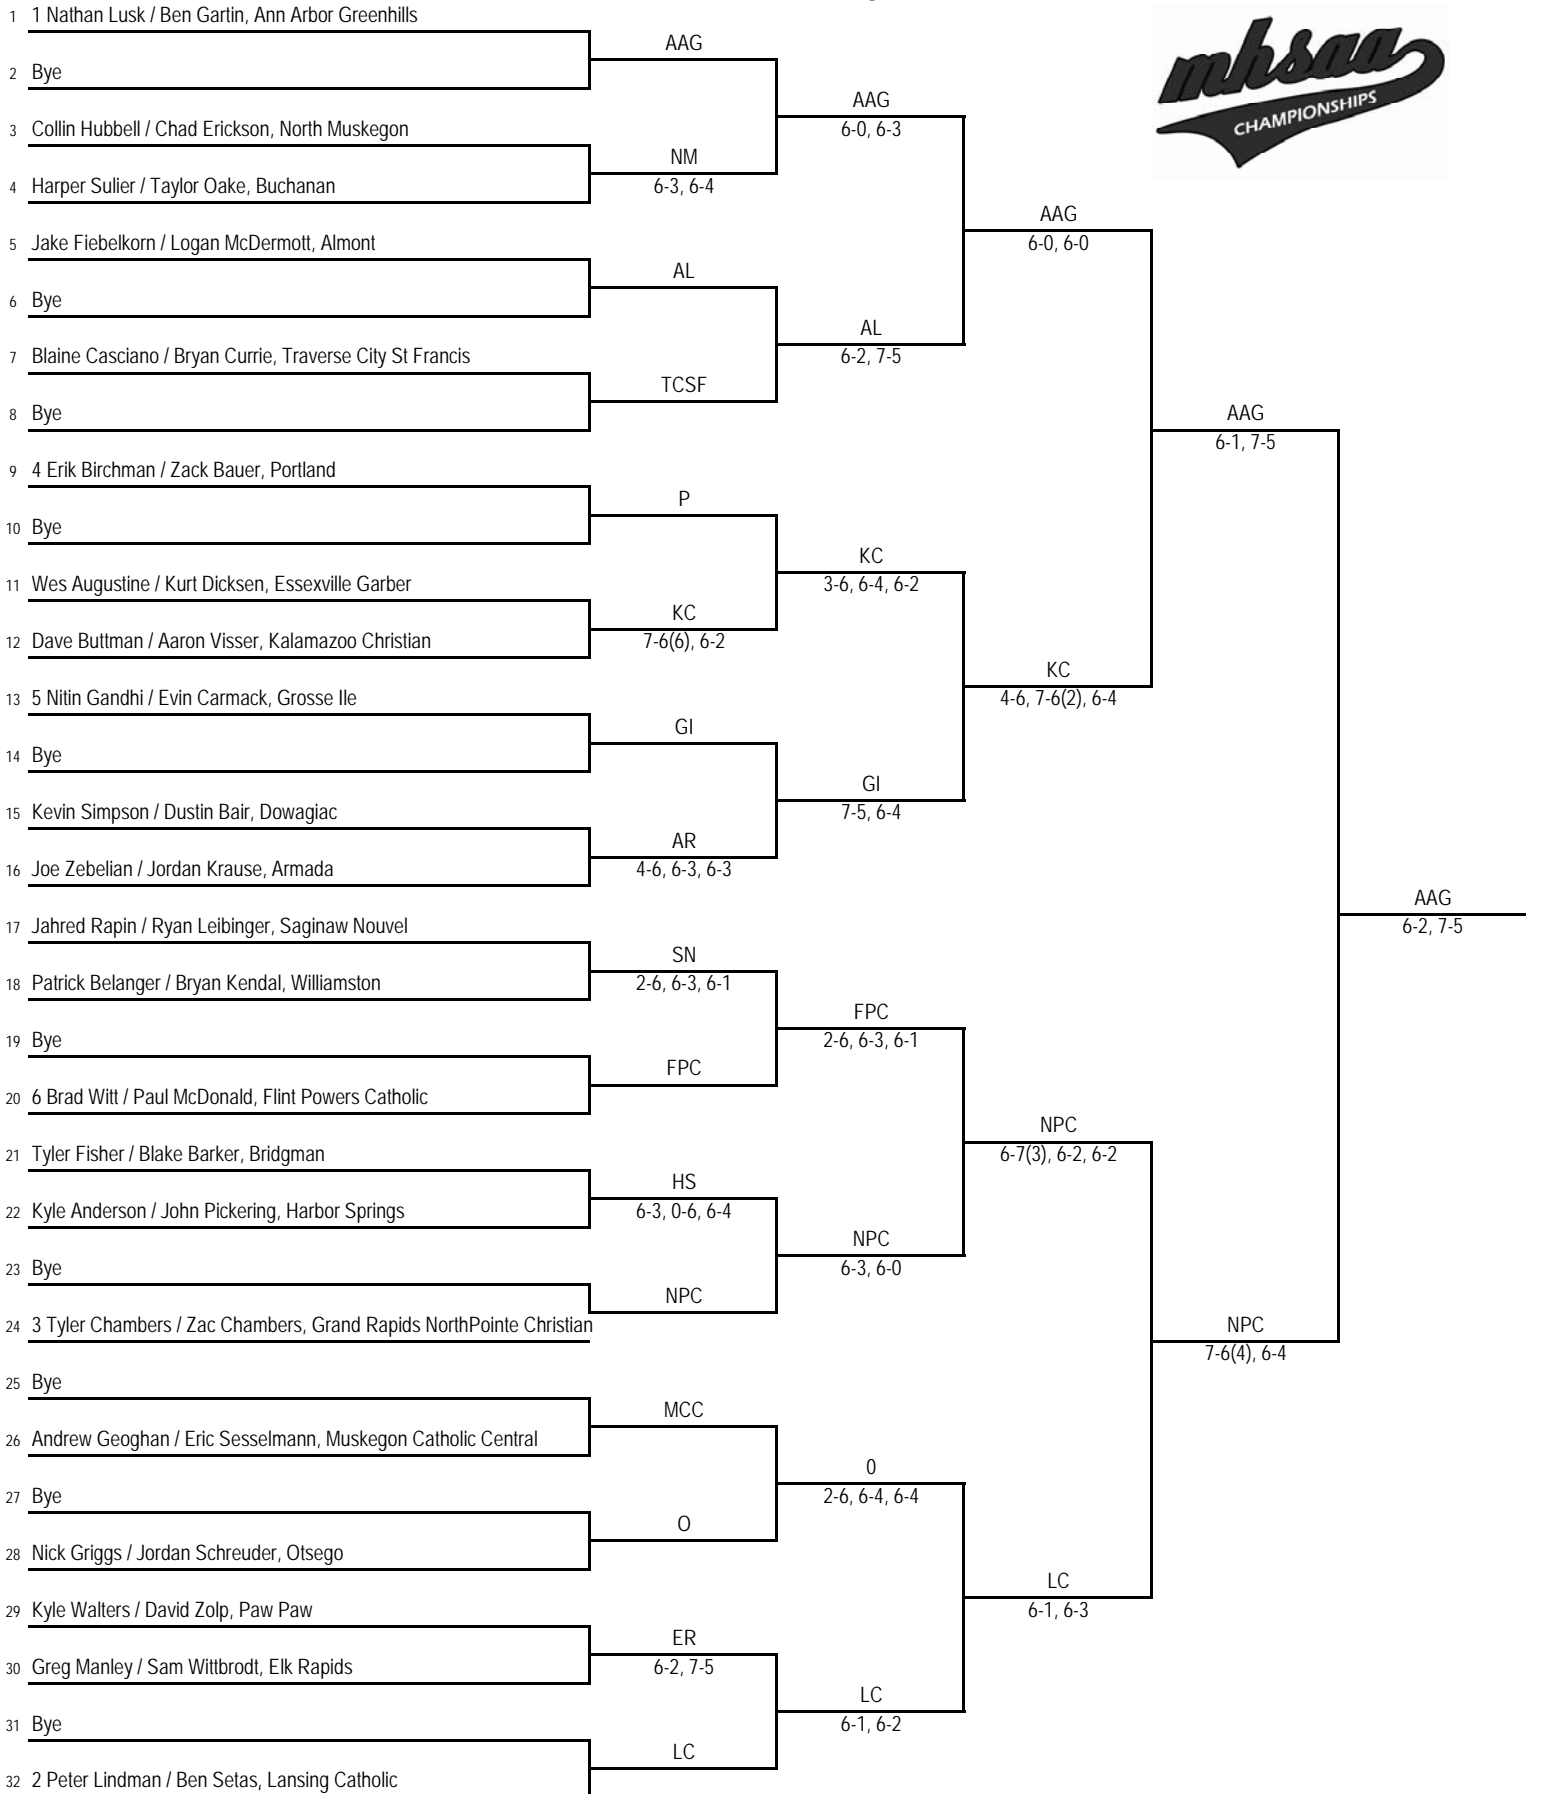 1 1 Nathan Lusk / Ben Gartin, Ann Arbor Greenhills
AAG
2 Bye
AAG
6-0, 6-3
3 Collin Hubbell / Chad Erickson, North Muskegon
NM
6-3, 6-4
4 Harper Sulier / Taylor Oake, Buchanan
AAG
6-0, 6-0
5 Jake Fiebelkorn / Logan McDermott, Almont
AL
6 Bye
AL
6-2, 7-5
7 Blaine Casciano / Bryan Currie, Traverse City St Francis
TCSF
8 Bye
AAG
6-1, 7-5
9 4 Erik Birchman / Zack Bauer, Portland
P
10 Bye
KC
3-6, 6-4, 6-2
11 Wes Augustine / Kurt Dicksen, Essexville Garber
KC
7-6(6), 6-2
12 Dave Buttman / Aaron Visser, Kalamazoo Christian
KC
4-6, 7-6(2), 6-4
13 5 Nitin Gandhi / Evin Carmack, Grosse Ile
GI
14 Bye
GI
7-5, 6-4
15 Kevin Simpson / Dustin Bair, Dowagiac
AR
4-6, 6-3, 6-3
16 Joe Zebelian / Jordan Krause, Armada
AAG
6-2, 7-5
17 Jahred Rapin / Ryan Leibinger, Saginaw Nouvel
SN
2-6, 6-3, 6-1
18 Patrick Belanger / Bryan Kendal, Williamston
FPC
2-6, 6-3, 6-1
19 Bye
FPC
20 6 Brad Witt / Paul McDonald, Flint Powers Catholic
NPC
6-7(3), 6-2, 6-2
21 Tyler Fisher / Blake Barker, Bridgman
HS
6-3, 0-6, 6-4
22 Kyle Anderson / John Pickering, Harbor Springs
NPC
6-3, 6-0
23 Bye
NPC
24 3 Tyler Chambers / Zac Chambers, Grand Rapids NorthPointe Christian
NPC
7-6(4), 6-4
25 Bye
MCC
26 Andrew Geoghan / Eric Sesselmann, Muskegon Catholic Central
0
2-6, 6-4, 6-4
27 Bye
O
28 Nick Griggs / Jordan Schreuder, Otsego
LC
6-1, 6-3
29 Kyle Walters / David Zolp, Paw Paw
ER
6-2, 7-5
30 Greg Manley / Sam Wittbrodt, Elk Rapids
LC
6-1, 6-2
31 Bye
LC
32 2 Peter Lindman / Ben Setas, Lansing Catholic
mhsaa
CHAMPIONSHIPS